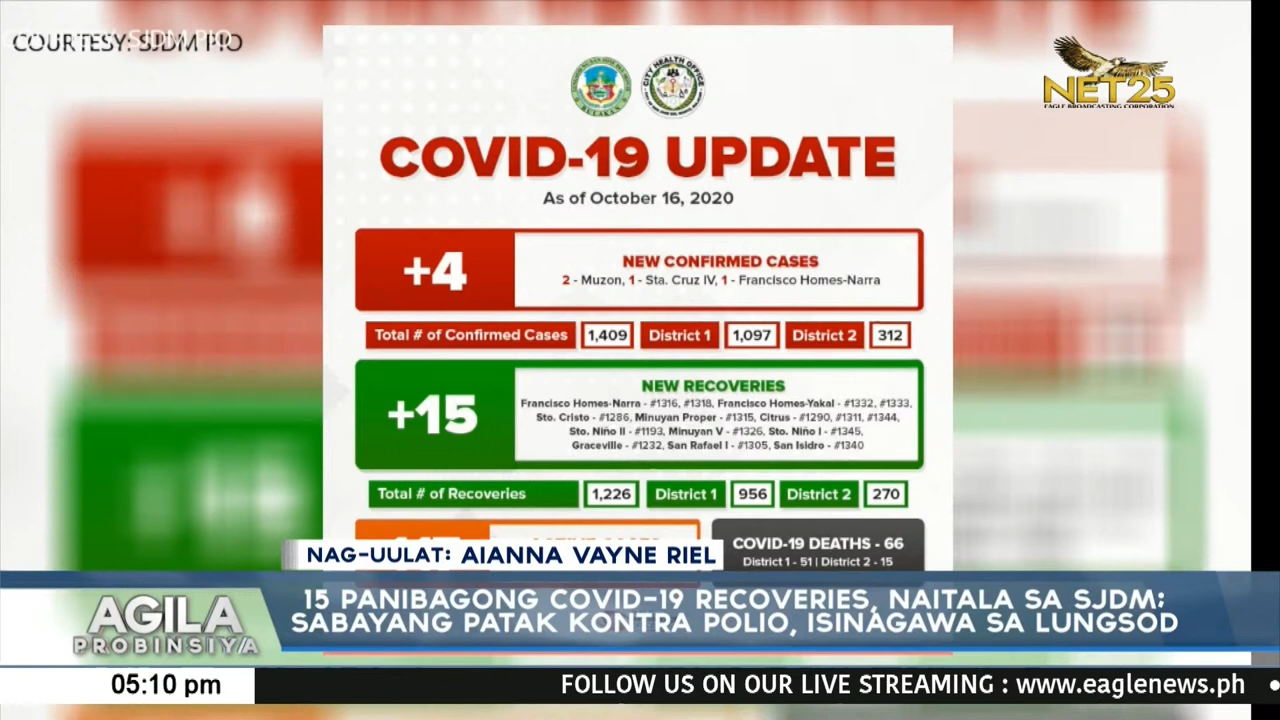 COURTESY: SJDM PIO
NET25
EAGLE BROADCASTING CORPORATION
CITY HEALTH OFFICE
BULAKAN
COVID-19 UPDATE
As of October 16, 2020
+4
NEW CONFIRMED CASES
2 - Muzon, 1 - Sta. Cruz IV, 1 - Francisco Homes-Narra
Total # of Confirmed Cases 1,409 District 1 1,097 District 2 312
+15
NEW RECOVERIES
Francisco Homes-Narra - #1316, #1318, Francisco Homes-Yakal - #1332, #1333,
Sto. Cristo - #1286, Minuyan Proper - #1315, Citrus - #1290, #1311, #1344,
Sto. Niño II - #1193, Minuyan V - #1326, Sto. Niño I - #1345,
Graceville - #1232, San Rafael I - #1305, San Isidro - #1340
Total # of Recoveries 1,226 District 1 956 District 2 270
COVID-19 DEATHS - 66
District 1 - 51 | District 2 - 15
NAG-UULAT: AIANNA VAYNE RIEL
AGILA
PROBINSIYA
15 PANIBAGONG COVID-19 RECOVERIES, NAITALA SA SJDM;
SABAYANG PATAK KONTRA POLIO, ISINAGAWA SA LUNGSOD
05:10 pm
FOLLOW US ON OUR LIVE STREAMING : www.eaglenews.ph •